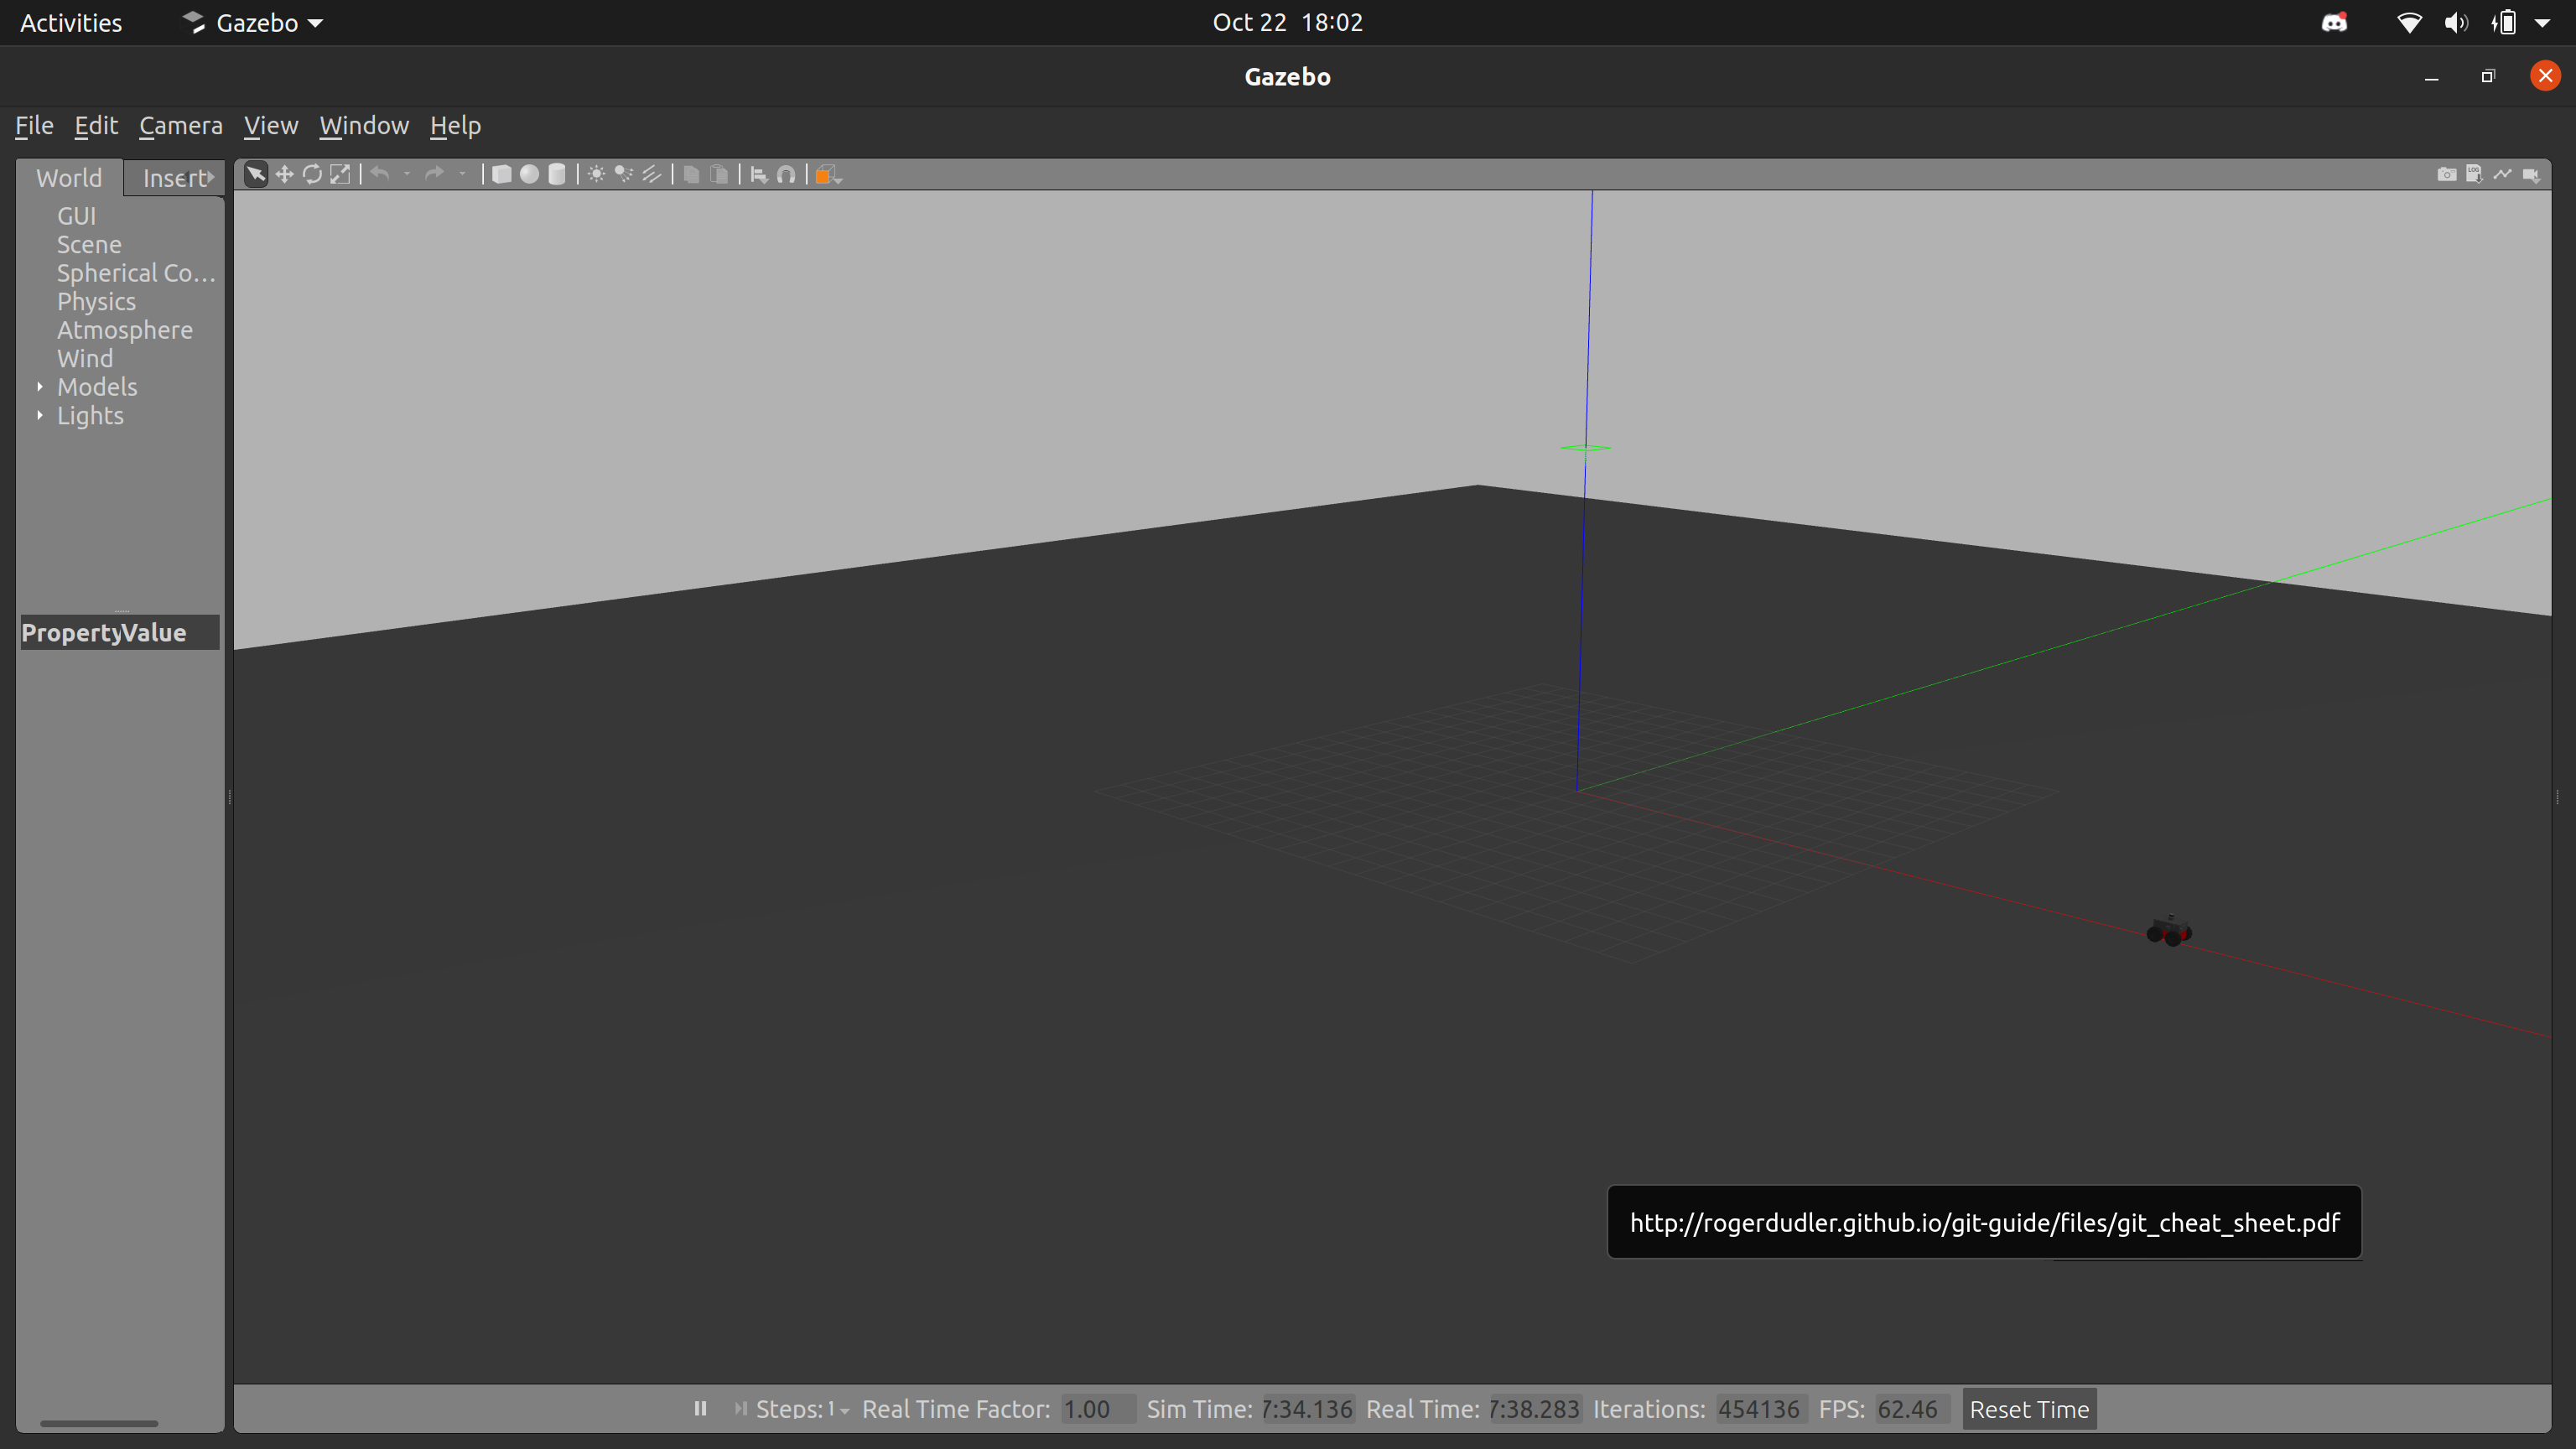 Activities Gazebo Oct 22 18:02
Gazebo
File Edit Camera View Window Help
World Insert
GUI
Scene
Spherical Co...
Physics
Atmosphere
Wind
Models
Lights
Property Value
http://rogerdudler.github.io/git-guide/files/git_cheat_sheet.pdf
Steps: 1 Real Time Factor: 1.00 Sim Time: 7:34.136 Real Time: 7:38.283 Iterations: 454136 FPS: 62.46 Reset Time